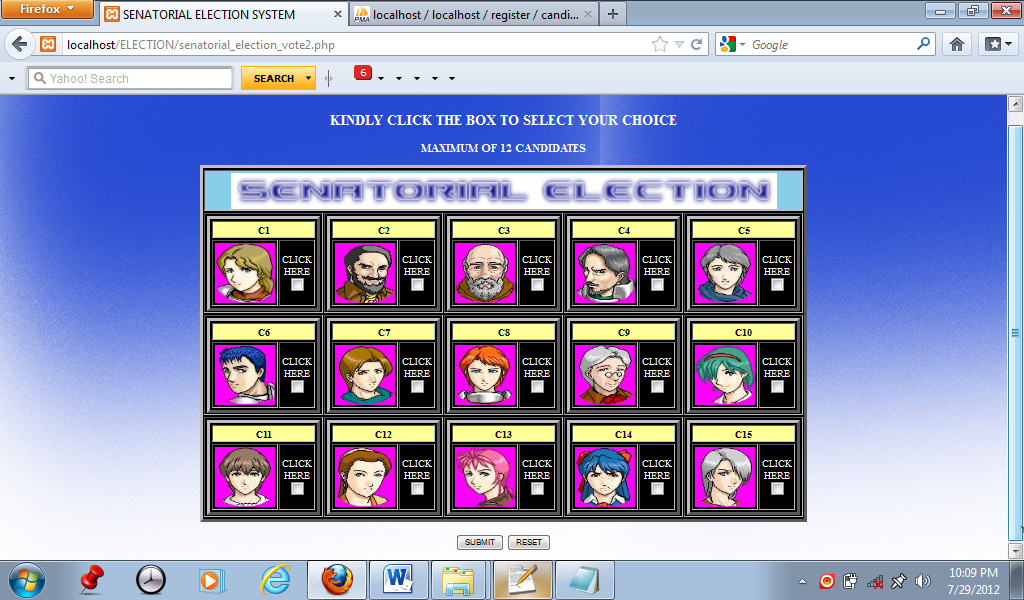 Firefox
SENATORIAL ELECTION SYSTEM
localhost / localhost / register / candi...
localhost/ELECTION/senatorial_election_vote2.php
Google
Yahoo! Search
SEARCH
6
KINDLY CLICK THE BOX TO SELECT YOUR CHOICE
MAXIMUM OF 12 CANDIDATES
SENATORIAL ELECTION
C1 C2 C3 C4 C5
CLICK CLICK CLICK CLICK CLICK
HERE HERE HERE HERE HERE
C6 C7 C8 C9 C10
CLICK CLICK CLICK CLICK CLICK
HERE HERE HERE HERE HERE
C11 C12 C13 C14 C15
CLICK CLICK CLICK CLICK CLICK
HERE HERE HERE HERE HERE
SUBMIT RESET
10:09 PM
7/29/2012